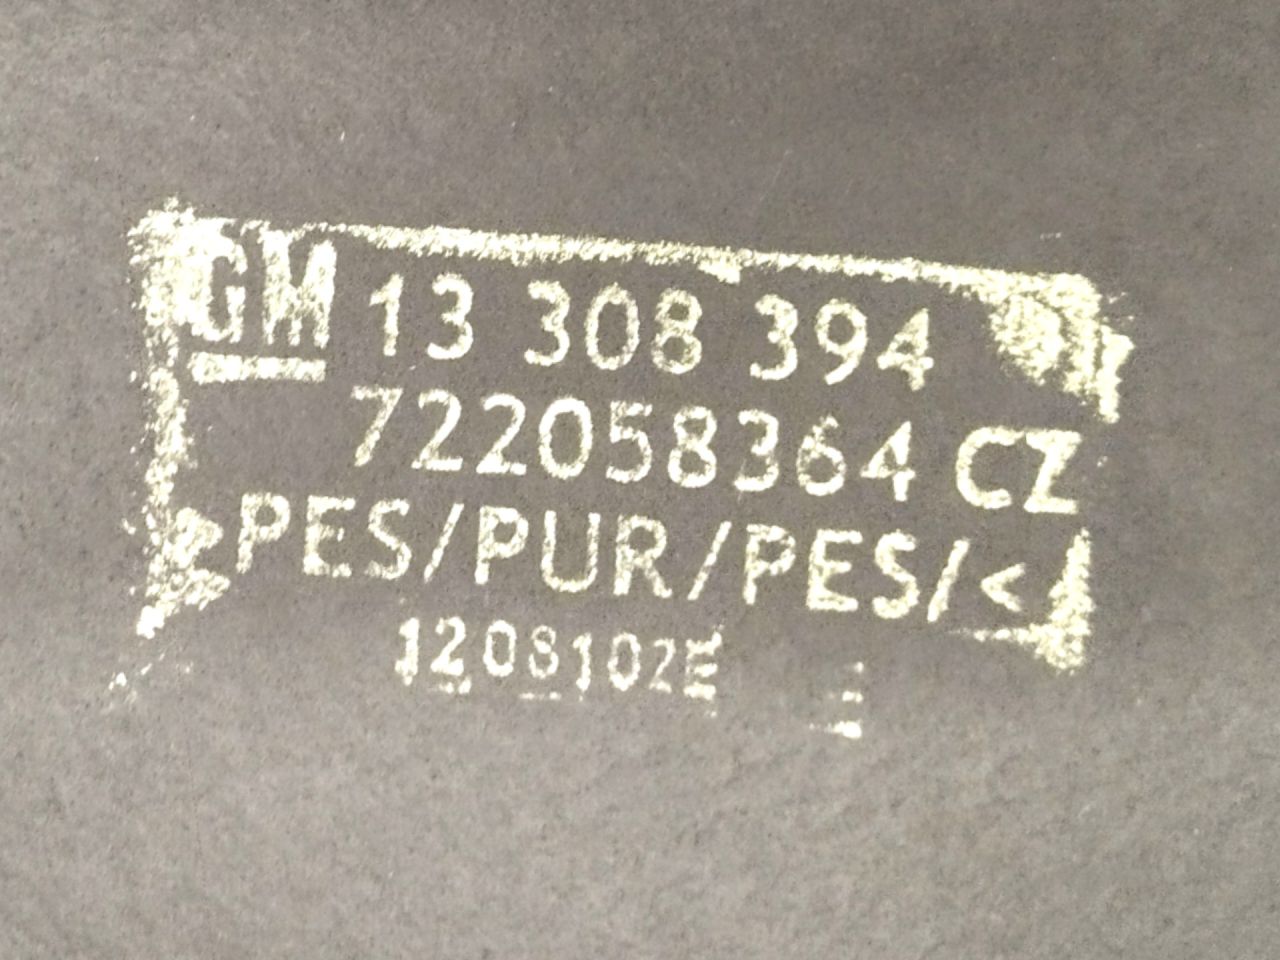 GM 13 308 394
722058364 CZ
>PES/PUR/PES/<
1208102E